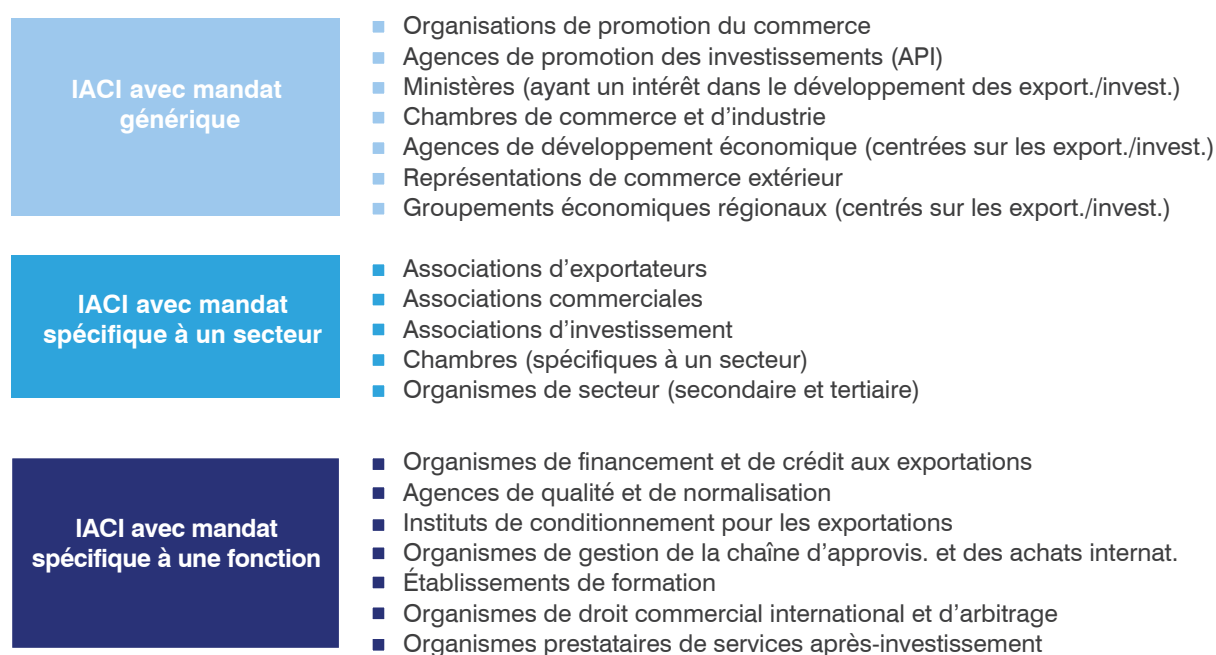 IACI avec mandat
générique
Organisations de promotion du commerce
Agences de promotion des investissements (API)
Ministères (ayant un intérêt dans le développement des export./invest.)
Chambres de commerce et d'industrie
Agences de développement économique (centrées sur les export./invest.)
Représentations de commerce extérieur
Groupements économiques régionaux (centrés sur les export./invest.)
IACI avec mandat
spécifique à un secteur
Associations d'exportateurs
Associations commerciales
Associations d'investissement
Chambres (spécifiques à un secteur)
Organismes de secteur (secondaire et tertiaire)
IACI avec mandat
spécifique à une fonction
Organismes de financement et de crédit aux exportations
Agences de qualité et de normalisation
Instituts de conditionnement pour les exportations
Organismes de gestion de la chaîne d'approvis. et des achats internat.
Établissements de formation
Organismes de droit commercial international et d'arbitrage
Organismes prestataires de services après-investissement